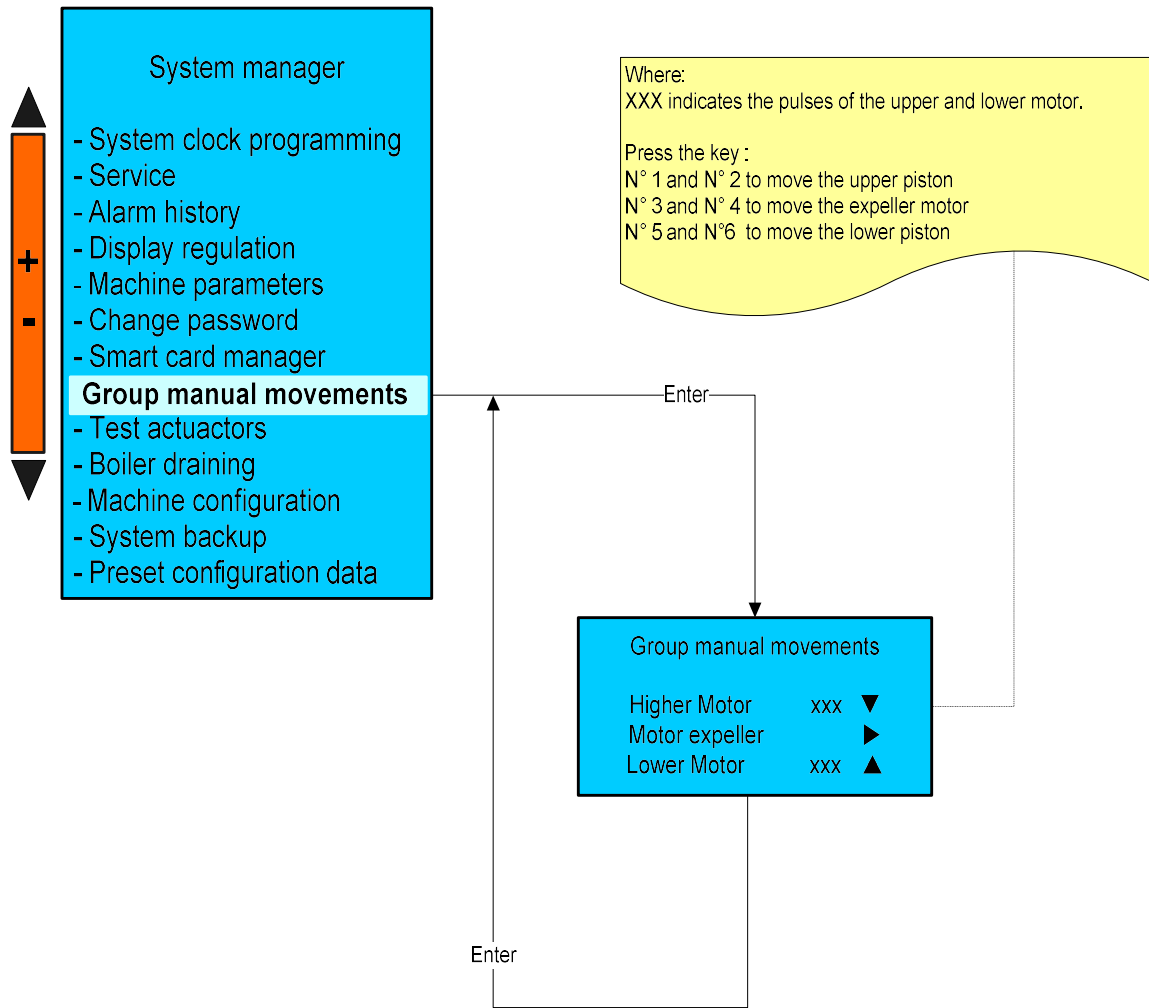 System manager
+
-
- System clock programming
- Service
- Alarm history
- Display regulation
- Machine parameters
- Change password
- Smart card manager
Group manual movements
- Test actuactors
- Boiler draining
- Machine configuration
- System backup
- Preset configuration data
Where:
XXX indicates the pulses of the upper and lower motor.
Press the key :
N° 1 and N° 2 to move the upper piston
N° 3 and N° 4 to move the expeller motor
N° 5 and N°6 to move the lower piston
Enter
Group manual movements
Higher Motor xxx ▼
Motor expeller ►
Lower Motor xxx ▲
Enter